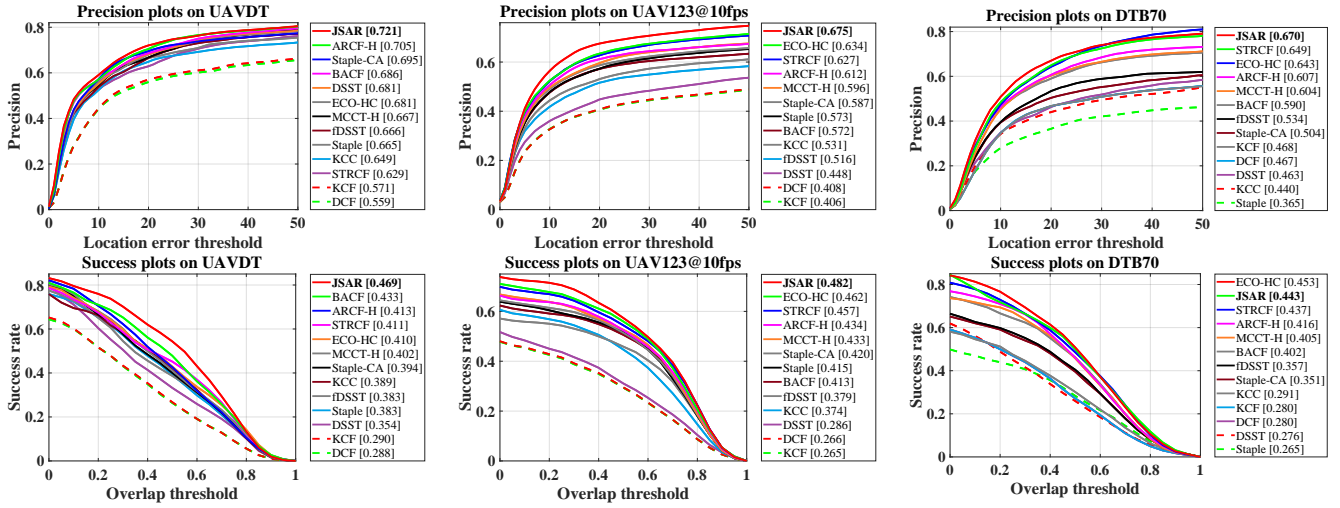 Precision plots on UAVDT
Precision
0.8
0.6
0.4
0.2
0
0 10 20 30 40 50
Location error threshold
JSAR [0.721]
ARCF-H [0.705]
Staple-CA [0.695]
BACF [0.686]
DSST [0.681]
ECO-HC [0.681]
MCCT-H [0.667]
fDSST [0.666]
Staple [0.665]
KCC [0.649]
STRCF [0.629]
KCF [0.571]
DCF [0.559]
Precision plots on UAV123@10fps
Precision
0.6
0.4
0.2
0
0 10 20 30 40 50
Location error threshold
JSAR [0.675]
ECO-HC [0.634]
STRCF [0.627]
ARCF-H [0.612]
MCCT-H [0.596]
Staple-CA [0.587]
Staple [0.573]
BACF [0.572]
KCC [0.531]
fDSST [0.516]
DSST [0.448]
DCF [0.408]
KCF [0.406]
Precision plots on DTB70
Precision
0.8
0.6
0.4
0.2
0
0 10 20 30 40 50
Location error threshold
JSAR [0.670]
STRCF [0.649]
ECO-HC [0.643]
ARCF-H [0.607]
MCCT-H [0.604]
BACF [0.590]
fDSST [0.534]
Staple-CA [0.504]
KCF [0.468]
DCF [0.467]
DSST [0.463]
KCC [0.440]
Staple [0.365]
Success plots on UAVDT
Success rate
0.8
0.6
0.4
0.2
0
0 0.2 0.4 0.6 0.8 1
Overlap threshold
JSAR [0.469]
BACF [0.433]
ARCF-H [0.413]
STRCF [0.411]
ECO-HC [0.410]
MCCT-H [0.402]
Staple-CA [0.394]
KCC [0.389]
fDSST [0.383]
Staple [0.383]
DSST [0.354]
KCF [0.290]
DCF [0.288]
Success plots on UAV123@10fps
Success rate
0.6
0.4
0.2
0
0 0.2 0.4 0.6 0.8 1
Overlap threshold
JSAR [0.482]
ECO-HC [0.462]
STRCF [0.457]
ARCF-H [0.434]
MCCT-H [0.433]
Staple-CA [0.420]
Staple [0.415]
BACF [0.413]
fDSST [0.379]
KCC [0.374]
DSST [0.286]
DCF [0.266]
KCF [0.265]
Success plots on DTB70
Success rate
0.8
0.6
0.4
0.2
0
0 0.2 0.4 0.6 0.8 1
Overlap threshold
ECO-HC [0.453]
JSAR [0.443]
STRCF [0.437]
ARCF-H [0.416]
MCCT-H [0.405]
BACF [0.402]
fDSST [0.357]
Staple-CA [0.351]
KCC [0.291]
KCF [0.280]
DCF [0.280]
DSST [0.276]
Staple [0.265]